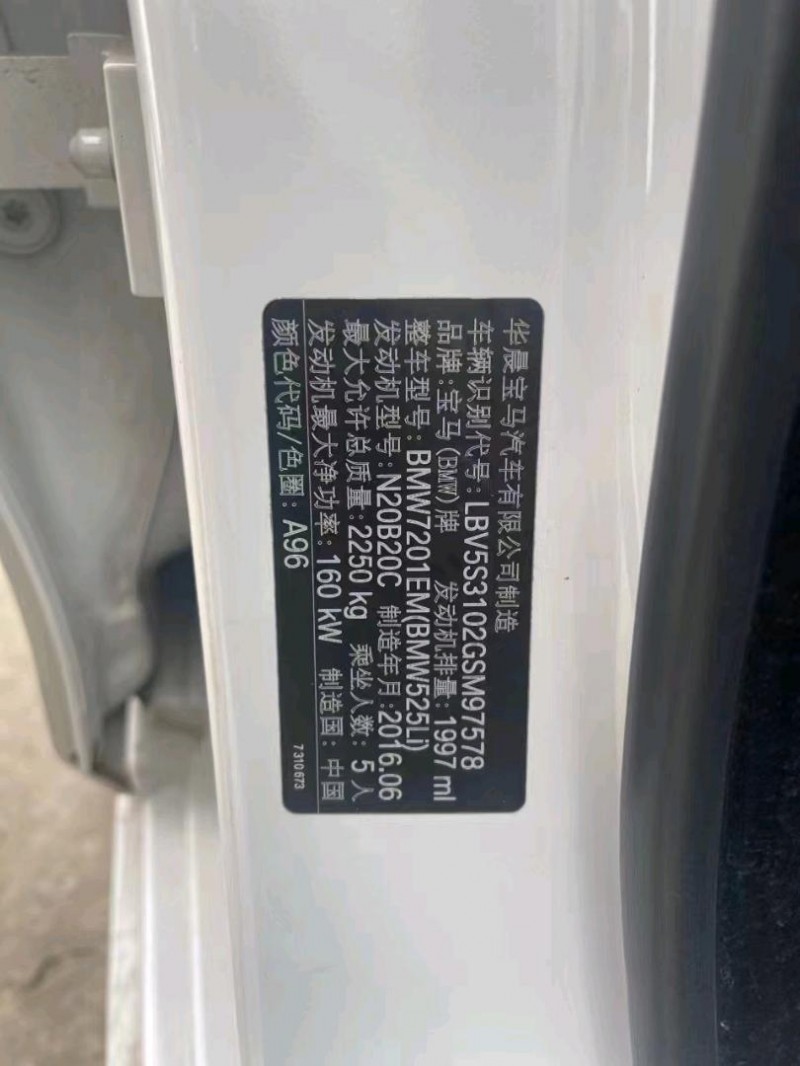 华晨宝马汽车有限公司制造
车辆识别代号：LBV5S3102GSM97578
品牌：宝马(BMW)牌 发动机排量：1997 ml
整车型号：BMW7201EM(BMW525Li)
发动机型号：N20B20C 制造年月：2016.06
最大允许总质量：2250 kg 乘坐人数：5 人
发动机最大净功率：160 kW 制造国：中国
颜色代码/色圈：A96 7 310 673